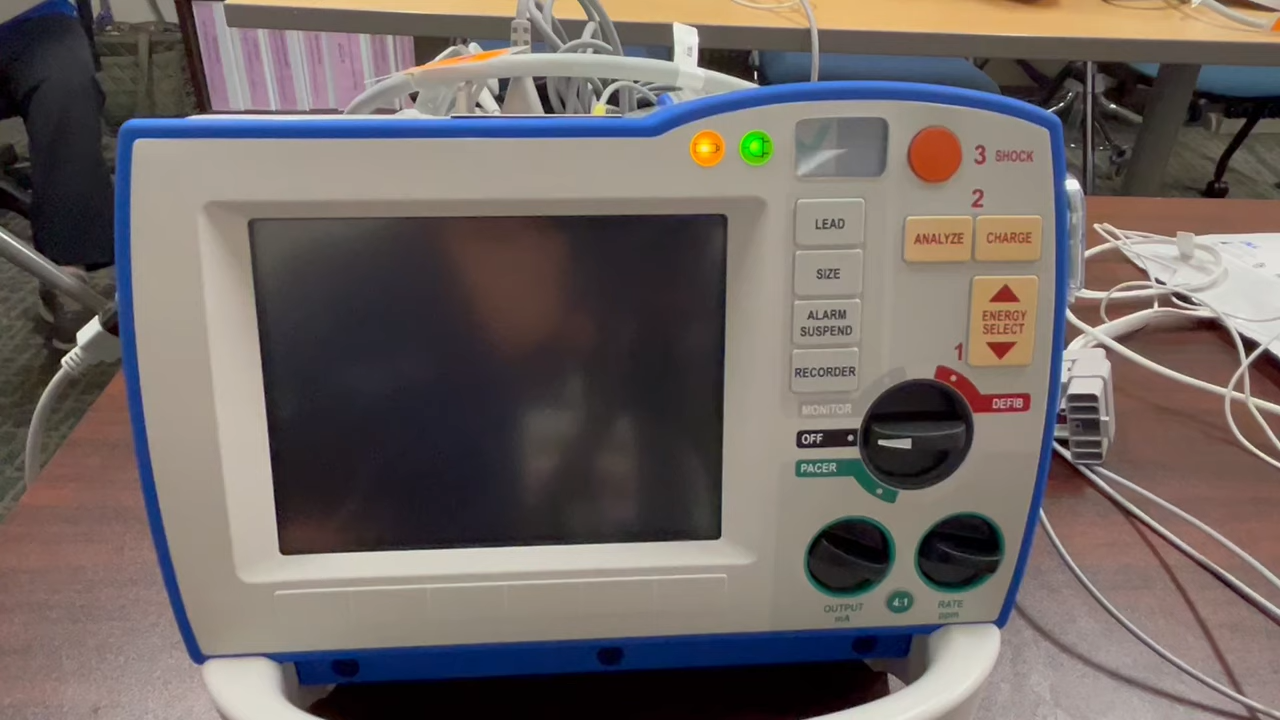 3 SHOCK
2
LEAD
ANALYZE
CHARGE
SIZE
ALARM
SUSPEND
ENERGY
SELECT
RECORDER
1
MONITOR
DEFIB
OFF
PACER
OUTPUT
mA
4:1
RATE
ppm